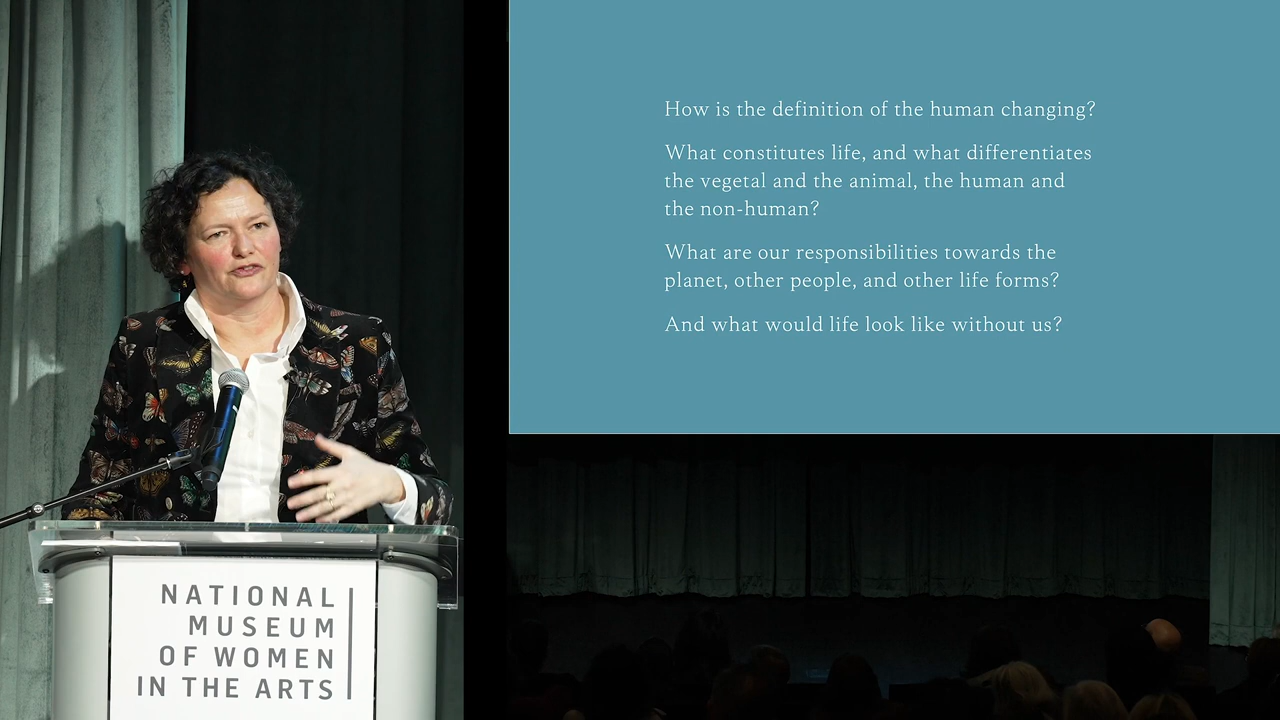 How is the definition of the human changing?
What constitutes life, and what differentiates
the vegetal and the animal, the human and
the non-human?
What are our responsibilities towards the
planet, other people, and other life forms?
And what would life look like without us?
NATIONAL
MUSEUM
OF WOMEN
IN THE ARTS